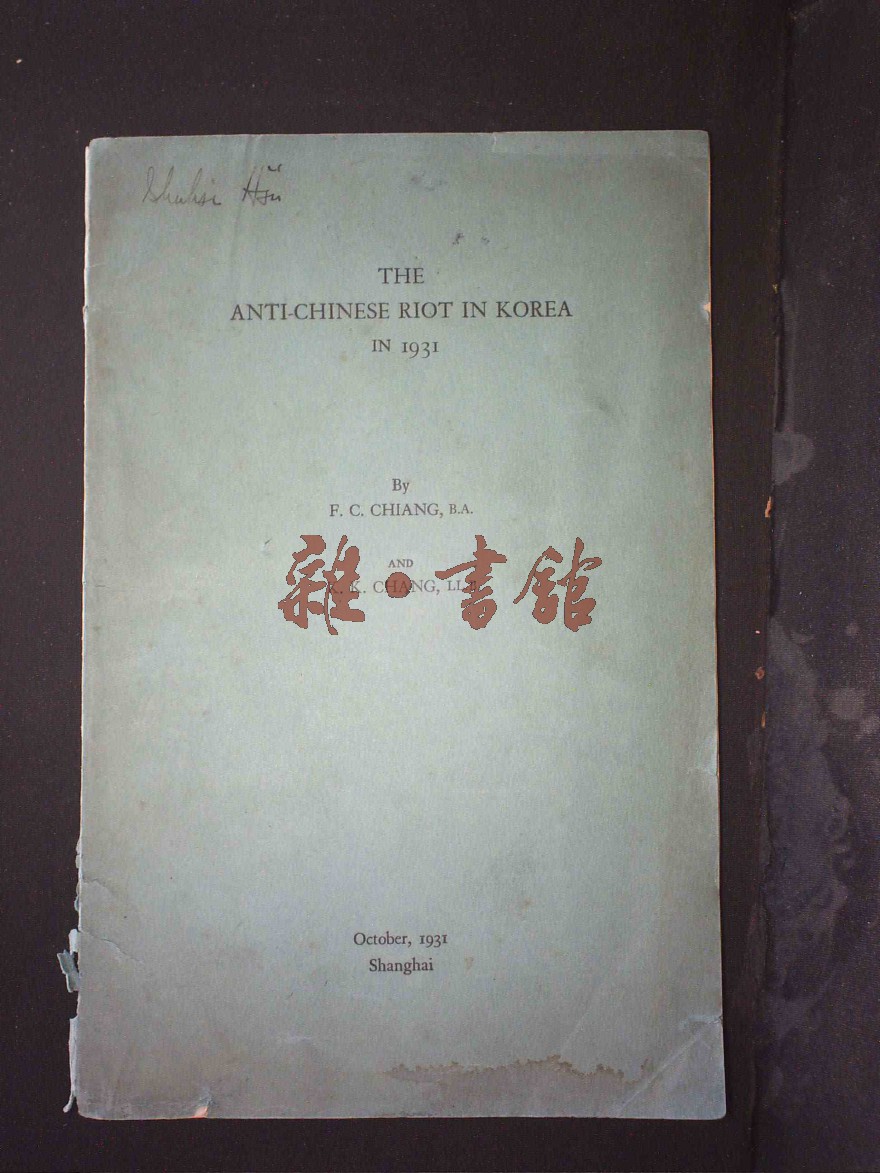 Shuhsi Hsü
THE
ANTI-CHINESE RIOT IN KOREA
IN 1931
By
F. C. CHIANG, B.A.
AND
K. CHANG,
雜·書館
October, 1931
Shanghai